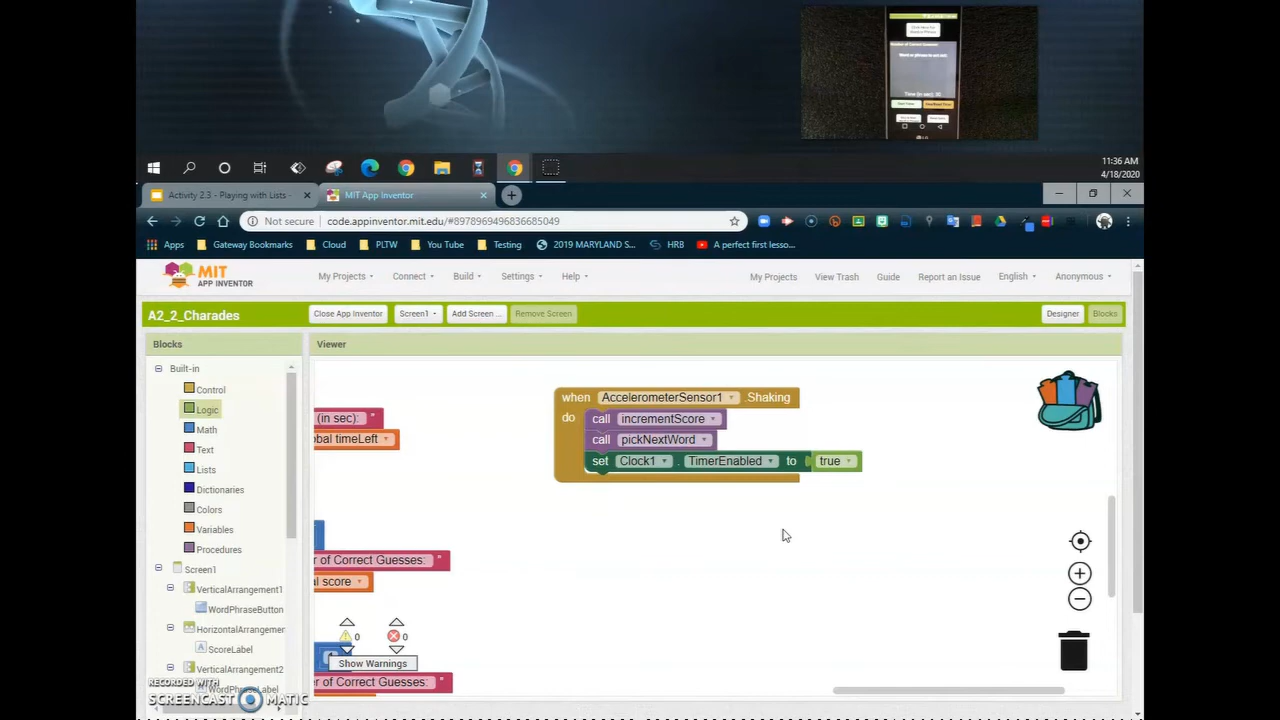 11:36 AM
4/18/2020
Activity 2.3 - Playing with Lists -
MIT App Inventor
Not secure code.appinventor.mit.edu/#8978969496836685049
Apps Gateway Bookmarks Cloud PLTW You Tube Testing 2019 MARYLAND S... HRB A perfect first lesso...
MIT
APP INVENTOR
My Projects Connect Build Settings Help My Projects View Trash Guide Report an Issue English Anonymous
A2_2_Charades Close App Inventor Screen1 Add Screen ... Remove Screen Designer Blocks
Blocks Viewer
Built-in
Control
Logic
Math
Text
Lists
Dictionaries
Colors
Variables
Procedures
Screen1
VerticalArrangement1
WordPhraseButton
HorizontalArrangemen
ScoreLabel
VerticalArrangement2
WordPhraseLabel
when AccelerometerSensor1 .Shaking
do call incrementScore
call pickNextWord
set Clock1 . TimerEnabled to true
(in sec): "
obal timeLeft
er of Correct Guesses: "
al score
0 0
Show Warnings
er of Correct Guesses: "
RECORDED WITH
SCREENCAST MATIC